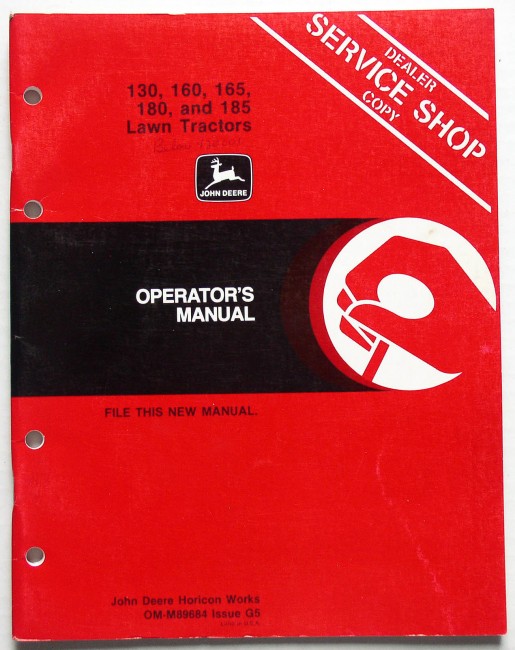 DEALER
SERVICE SHOP
COPY
130, 160, 165,
180, and 185
Lawn Tractors
JOHN DEERE
OPERATOR'S
MANUAL
FILE THIS NEW MANUAL.
John Deere Horicon Works
OM-M89684 Issue G5